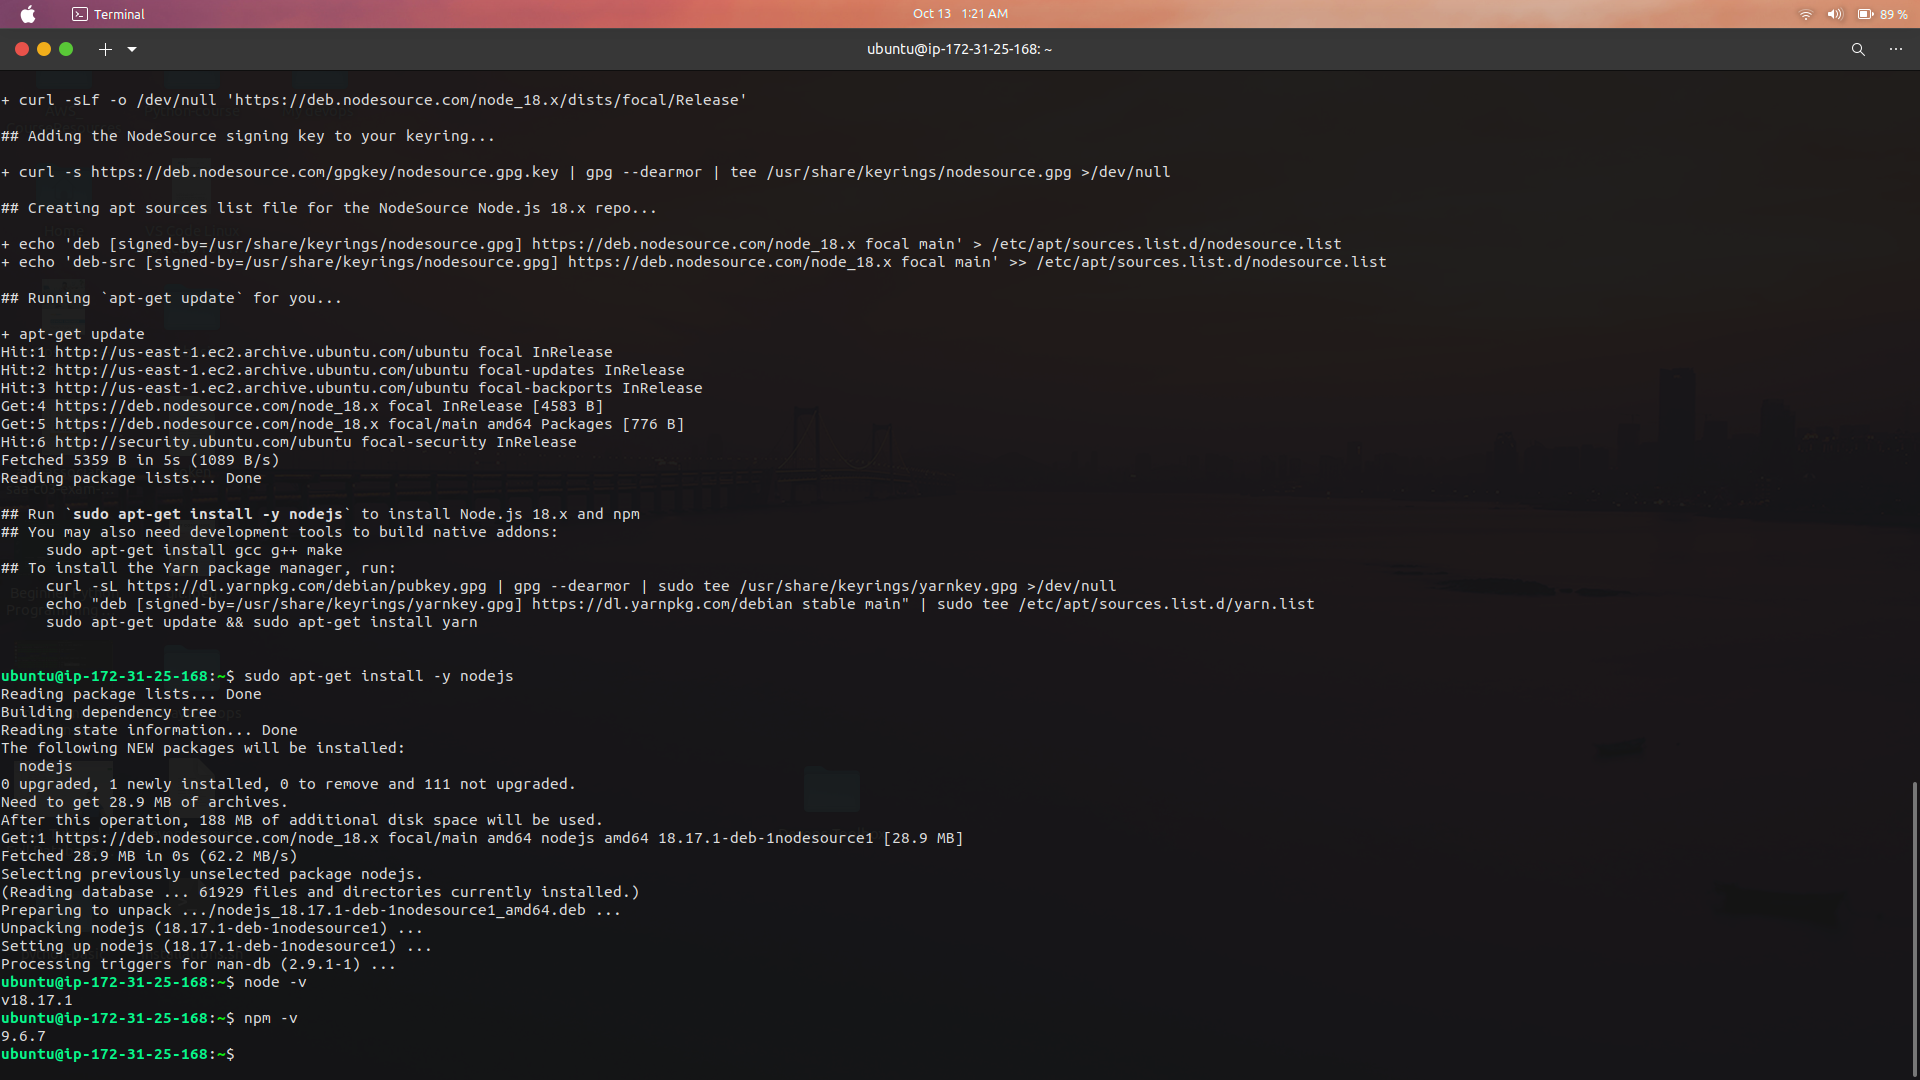 Terminal
Oct 13 1:21 AM
89 %
ubuntu@ip-172-31-25-168: ~
+ curl -sLf -o /dev/null 'https://deb.nodesource.com/node_18.x/dists/focal/Release'
## Adding the NodeSource signing key to your keyring...
+ curl -s https://deb.nodesource.com/gpgkey/nodesource.gpg.key | gpg --dearmor | tee /usr/share/keyrings/nodesource.gpg >/dev/null
## Creating apt sources list file for the NodeSource Node.js 18.x repo...
+ echo 'deb [signed-by=/usr/share/keyrings/nodesource.gpg] https://deb.nodesource.com/node_18.x focal main' > /etc/apt/sources.list.d/nodesource.list
+ echo 'deb-src [signed-by=/usr/share/keyrings/nodesource.gpg] https://deb.nodesource.com/node_18.x focal main' >> /etc/apt/sources.list.d/nodesource.list
## Running `apt-get update` for you...
+ apt-get update
Hit:1 http://us-east-1.ec2.archive.ubuntu.com/ubuntu focal InRelease
Hit:2 http://us-east-1.ec2.archive.ubuntu.com/ubuntu focal-updates InRelease
Hit:3 http://us-east-1.ec2.archive.ubuntu.com/ubuntu focal-backports InRelease
Get:4 https://deb.nodesource.com/node_18.x focal InRelease [4583 B]
Get:5 https://deb.nodesource.com/node_18.x focal/main amd64 Packages [776 B]
Hit:6 http://security.ubuntu.com/ubuntu focal-security InRelease
Fetched 5359 B in 5s (1089 B/s)
Reading package lists... Done
## Run `sudo apt-get install -y nodejs` to install Node.js 18.x and npm
## You may also need development tools to build native addons:
sudo apt-get install gcc g++ make
## To install the Yarn package manager, run:
curl -sL https://dl.yarnpkg.com/debian/pubkey.gpg | gpg --dearmor | sudo tee /usr/share/keyrings/yarnkey.gpg >/dev/null
echo "deb [signed-by=/usr/share/keyrings/yarnkey.gpg] https://dl.yarnpkg.com/debian stable main" | sudo tee /etc/apt/sources.list.d/yarn.list
sudo apt-get update && sudo apt-get install yarn
ubuntu@ip-172-31-25-168:~$ sudo apt-get install -y nodejs
Reading package lists... Done
Building dependency tree
Reading state information... Done
The following NEW packages will be installed:
nodejs
0 upgraded, 1 newly installed, 0 to remove and 111 not upgraded.
Need to get 28.9 MB of archives.
After this operation, 188 MB of additional disk space will be used.
Get:1 https://deb.nodesource.com/node_18.x focal/main amd64 nodejs amd64 18.17.1-deb-1nodesource1 [28.9 MB]
Fetched 28.9 MB in 0s (62.2 MB/s)
Selecting previously unselected package nodejs.
(Reading database ... 61929 files and directories currently installed.)
Preparing to unpack .../nodejs_18.17.1-deb-1nodesource1_amd64.deb ...
Unpacking nodejs (18.17.1-deb-1nodesource1) ...
Setting up nodejs (18.17.1-deb-1nodesource1) ...
Processing triggers for man-db (2.9.1-1) ...
ubuntu@ip-172-31-25-168:~$ node -v
v18.17.1
ubuntu@ip-172-31-25-168:~$ npm -v
9.6.7
ubuntu@ip-172-31-25-168:~$